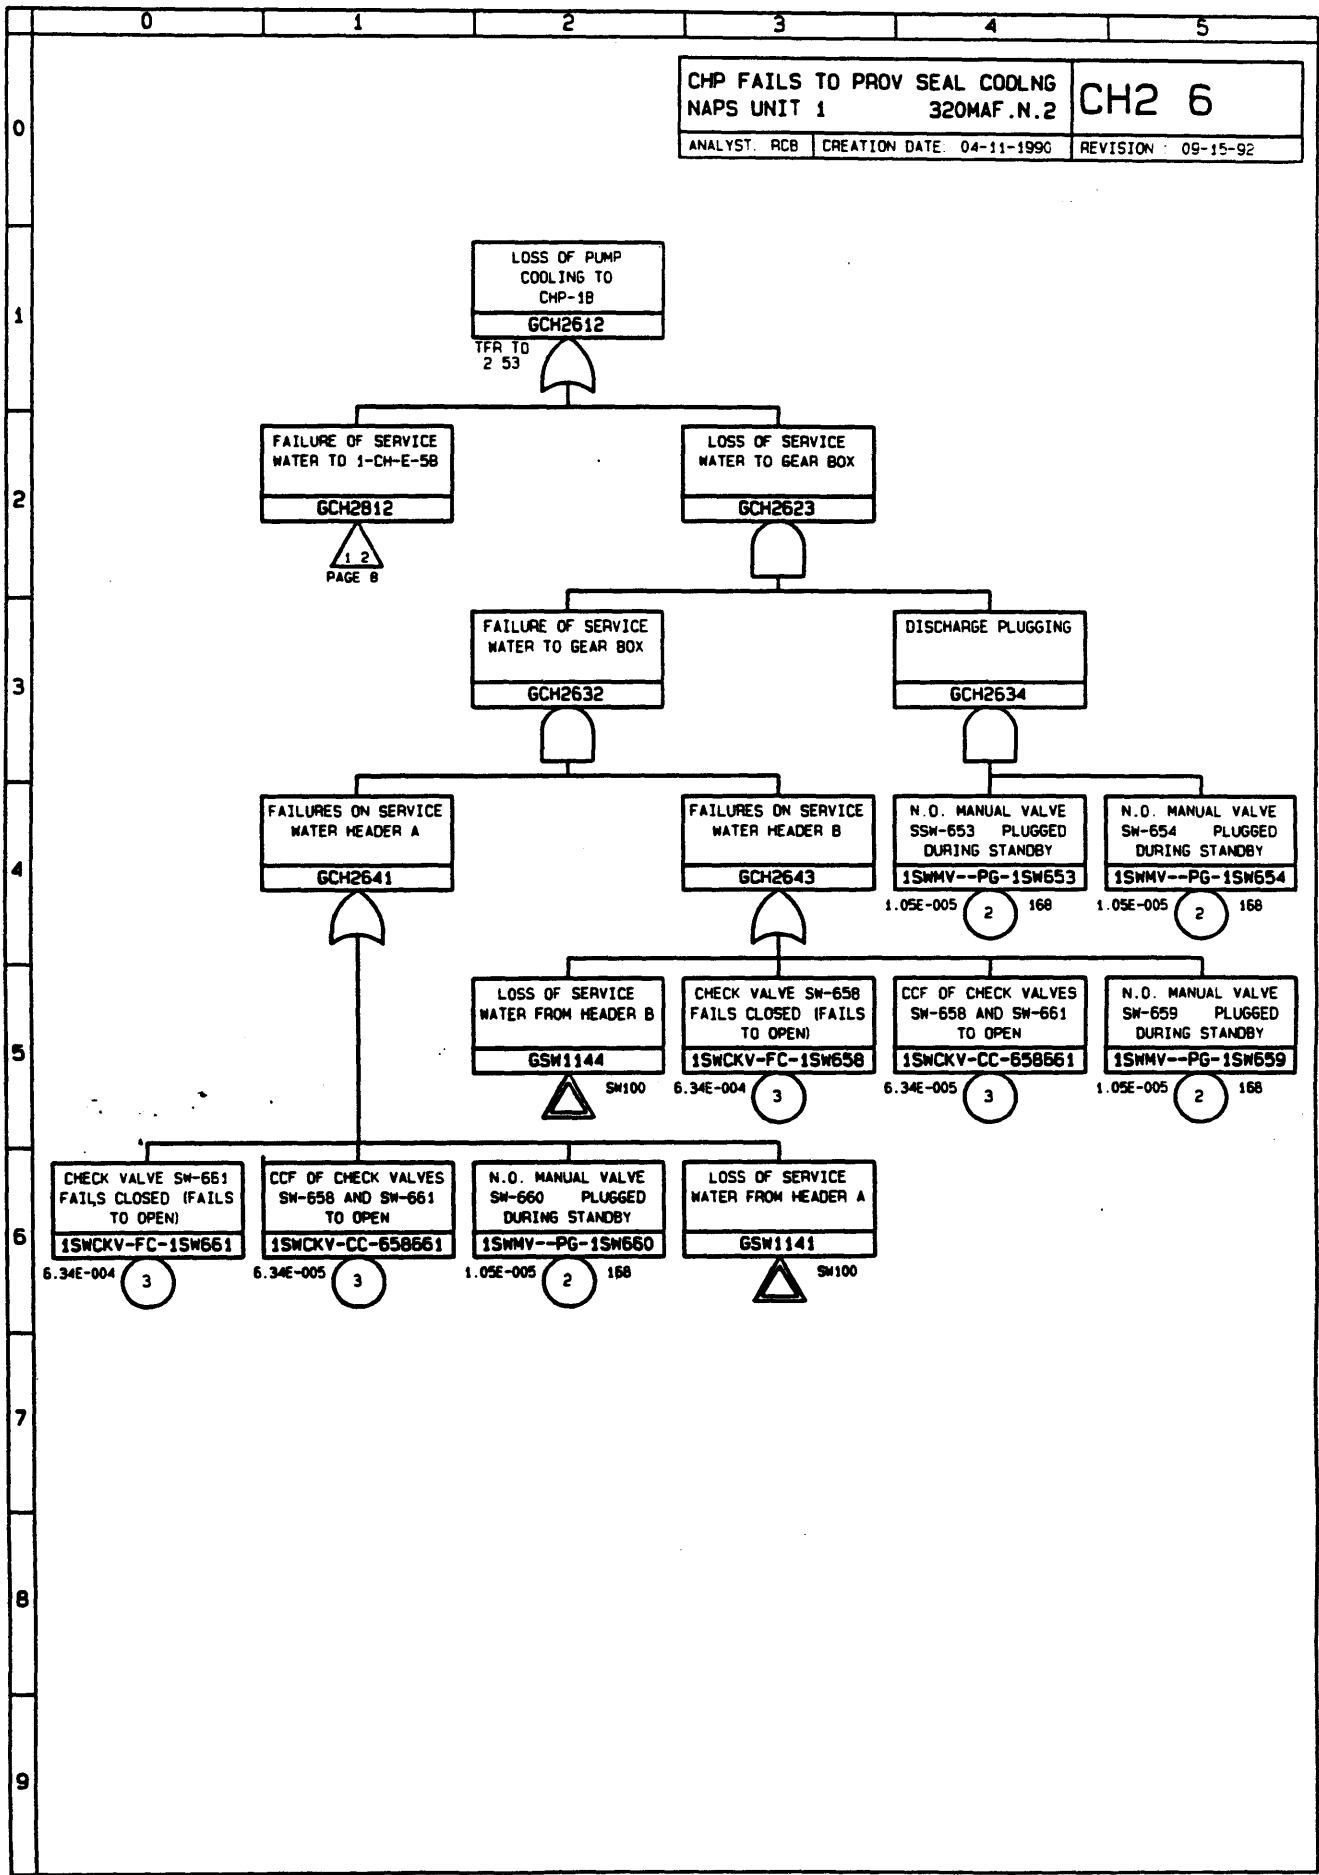 0 1 2 3 4 5
CHP FAILS TO PROV SEAL COOLNG
NAPS UNIT 1 320MAF.N.2
CH2 6
ANALYST. RCB CREATION DATE: 04-11-1990 REVISION : 09-15-92
0
LOSS OF PUMP
COOLING TO
CHP-1B
GCH2612
TFR TO
2 53
1
FAILURE OF SERVICE
WATER TO 1-CH-E-5B
GCH2812
1 2
PAGE 8
LOSS OF SERVICE
WATER TO GEAR BOX
GCH2623
2
FAILURE OF SERVICE
WATER TO GEAR BOX
GCH2632
DISCHARGE PLUGGING
GCH2634
3
FAILURES ON SERVICE
WATER HEADER A
GCH2641
FAILURES ON SERVICE
WATER HEADER B
GCH2643
N.O. MANUAL VALVE
SSW-653 PLUGGED
DURING STANDBY
1SWMV--PG-1SW653
1.05E-005 2 168
N.O. MANUAL VALVE
SW-654 PLUGGED
DURING STANDBY
1SWMV--PG-1SW654
1.05E-005 2 168
4
LOSS OF SERVICE
WATER FROM HEADER B
GSW1144
SW100
CHECK VALVE SW-658
FAILS CLOSED (FAILS
TO OPEN)
1SWCKV-FC-1SW658
6.34E-004 3
CCF OF CHECK VALVES
SW-658 AND SW-661
TO OPEN
1SWCKV-CC-658661
6.34E-005 3
N.O. MANUAL VALVE
SW-659 PLUGGED
DURING STANDBY
1SWMV--PG-1SW659
1.05E-005 2 168
5
CHECK VALVE SW-661
FAILS CLOSED (FAILS
TO OPEN)
1SWCKV-FC-1SW661
6.34E-004 3
CCF OF CHECK VALVES
SW-658 AND SW-661
TO OPEN
1SWCKV-CC-658661
6.34E-005 3
N.O. MANUAL VALVE
SW-660 PLUGGED
DURING STANDBY
1SWMV--PG-1SW660
1.05E-005 2 168
LOSS OF SERVICE
WATER FROM HEADER A
GSW1141
SW100
6
7
8
9